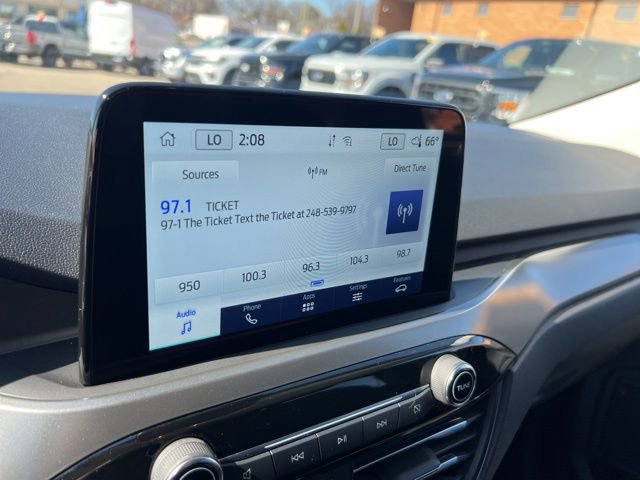 LO 2:08 LO 66°
Sources FM Direct Tune
97.1 TICKET
97-1 The Ticket Text the Ticket at 248-539-9797
950 100.3 96.3 104.3 98.7
Audio Phone Apps Settings Features
TUNE